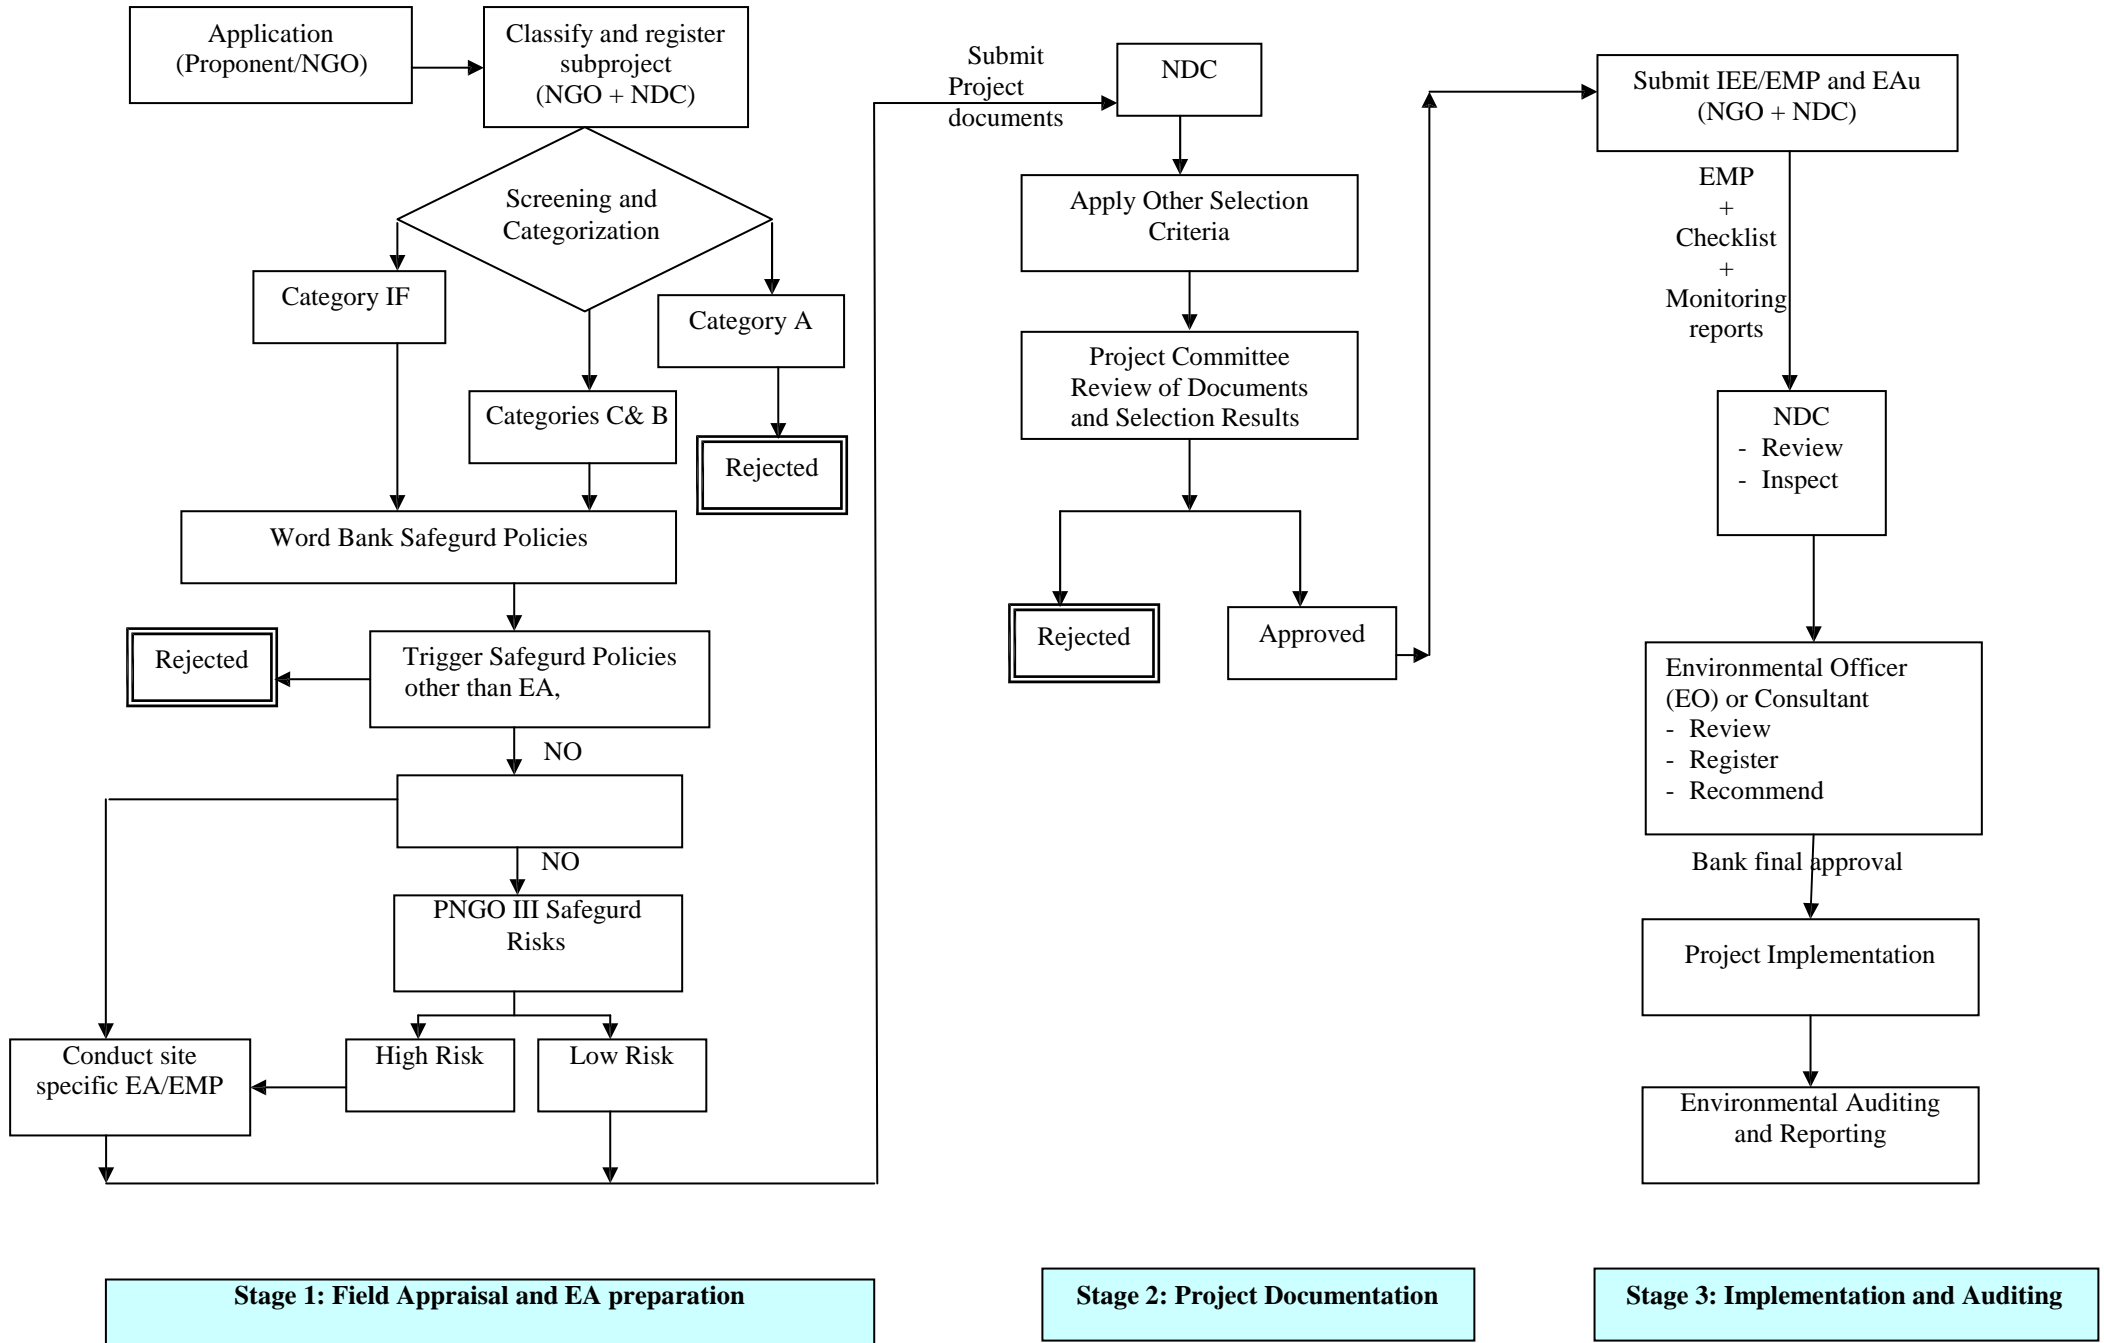 Application
(Proponent/NGO)
Classify and register
subproject
(NGO + NDC)
Screening and
Categorization
Category IF
Category A
Categories C& B
Rejected
Word Bank Safegurd Policies
Rejected
Trigger Safegurd Policies
other than EA,
NO
NO
PNGO III Safegurd
Risks
Conduct site
specific EA/EMP
High Risk
Low Risk
Submit
Project
documents
NDC
Apply Other Selection
Criteria
Project Committee
Review of Documents
and Selection Results
Rejected
Approved
Submit IEE/EMP and EAu
(NGO + NDC)
EMP
+
Checklist
+
Monitoring
reports
NDC
- Review
- Inspect
Environmental Officer
(EO) or Consultant
- Review
- Register
- Recommend
Bank final approval
Project Implementation
Environmental Auditing
and Reporting
Stage 1: Field Appraisal and EA preparation
Stage 2: Project Documentation
Stage 3: Implementation and Auditing